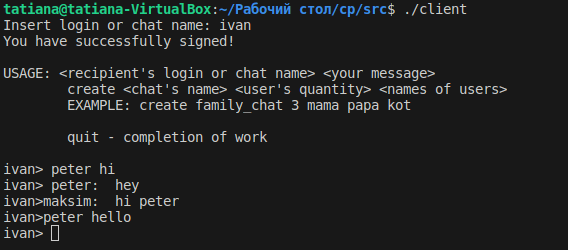 tatiana@tatiana-VirtualBox:~/Рабочий стол/cp/src$ ./client
Insert login or chat name: ivan
You have successfully signed!
USAGE: <recipient's login or chat name> <your message>
create <chat's name> <user's quantity> <names of users>
EXAMPLE: create family_chat 3 mama papa kot
quit - completion of work
ivan> peter hi
ivan> peter:  hey
ivan>maksim:  hi peter
ivan>peter hello
ivan>